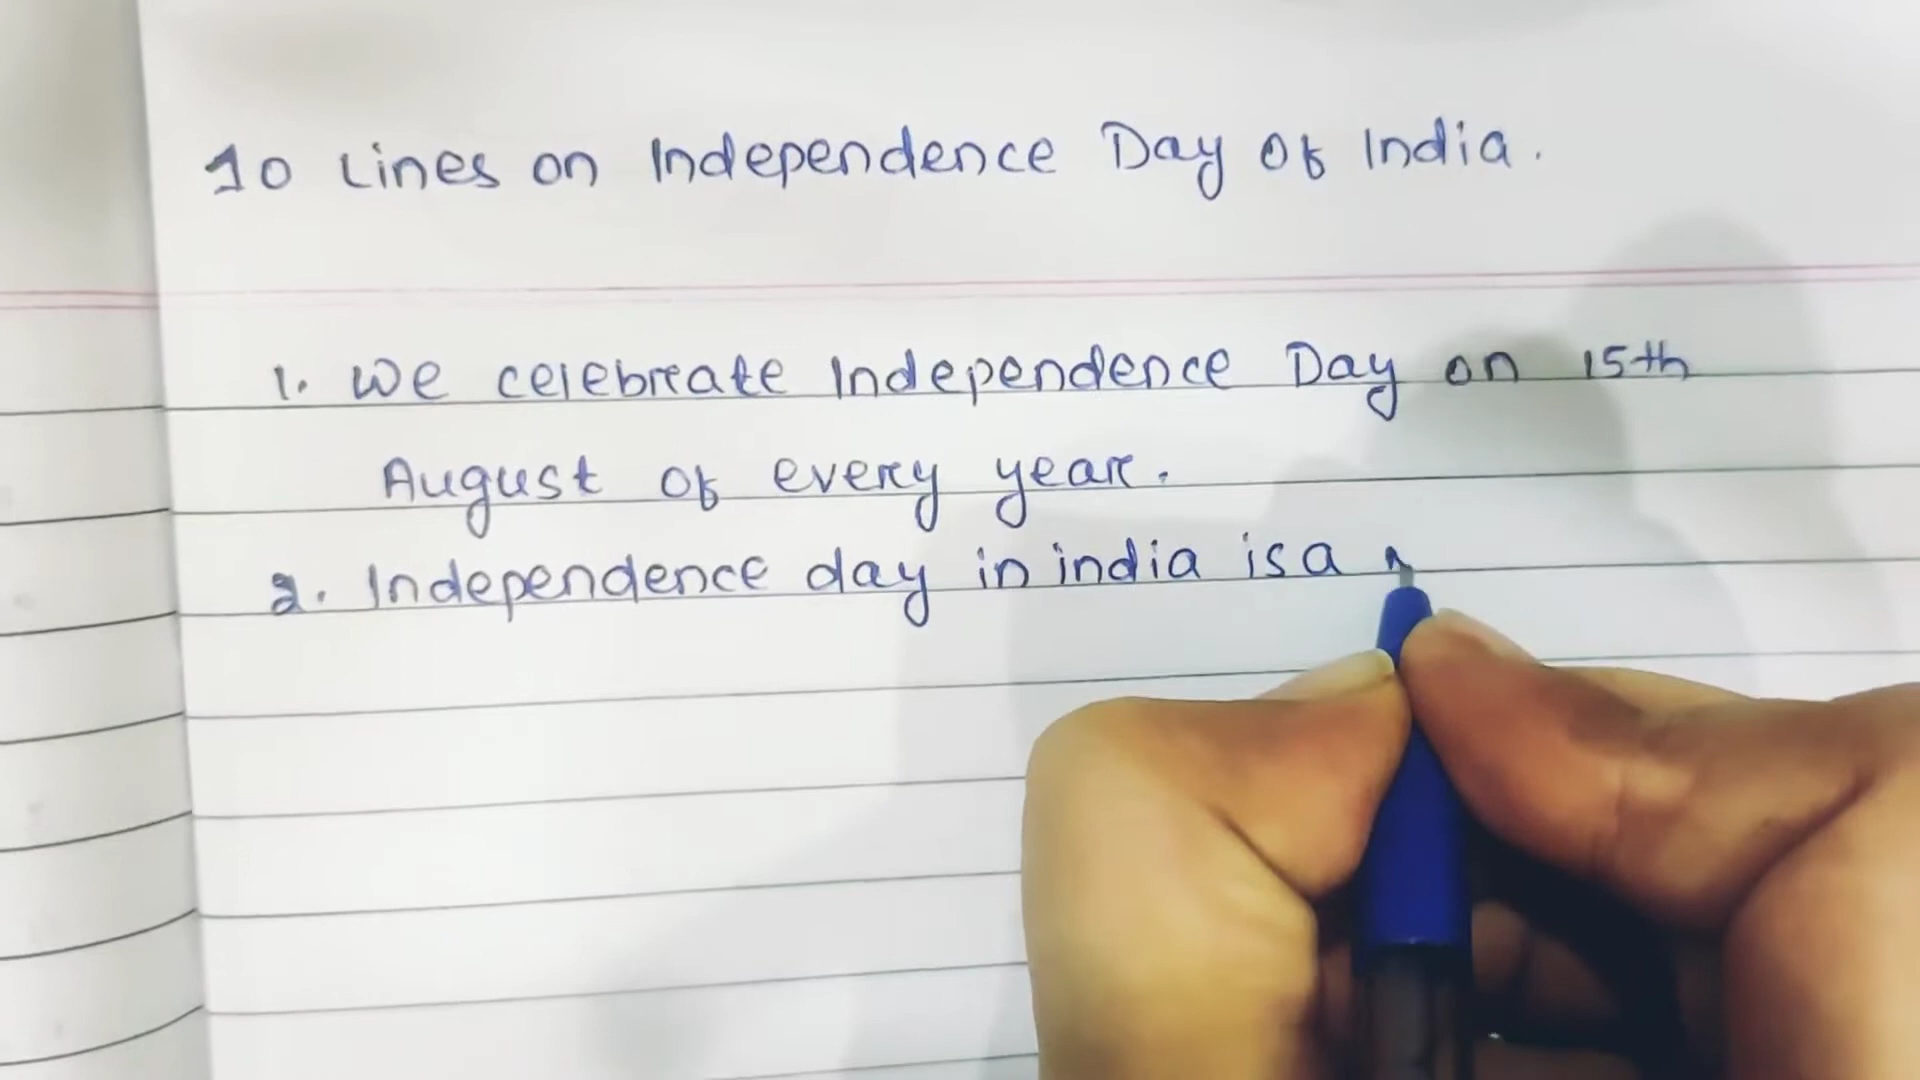 10 Lines on Independence Day of India.
1. We celebrate Independence Day on 15th
August of every year.
2. Independence day in india is a